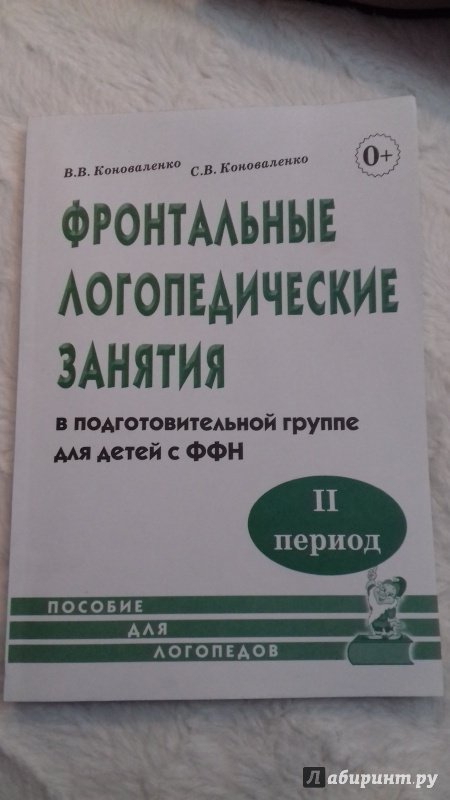 В.В. Коноваленко С.В. Коноваленко
0+
ФРОНТАЛЬНЫЕ
ЛОГОПЕДИЧЕСКИЕ
ЗАНЯТИЯ
в подготовительной группе
для детей с ФФН
II
период
ПОСОБИЕ
ДЛЯ
ЛОГОПЕДОВ
Лабиринт.ру